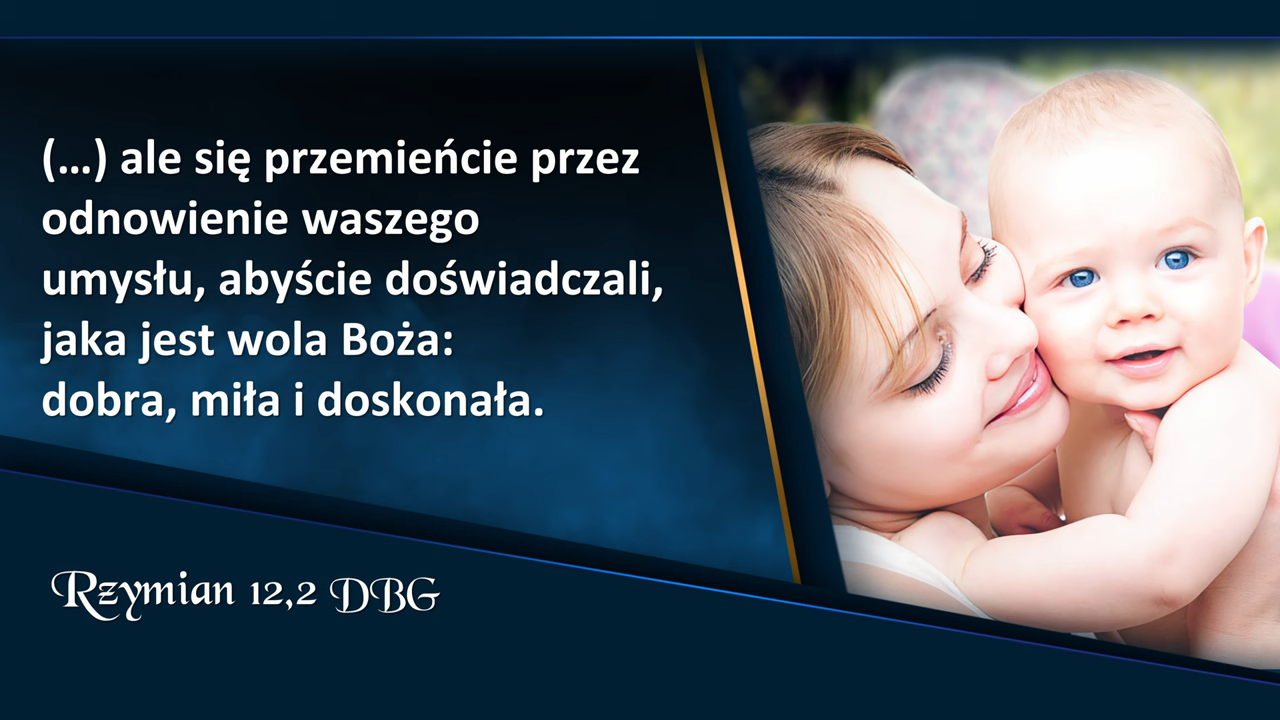 (...) ale się przemieńcie przez
odnowienie waszego
umysłu, abyście doświadczali,
jaka jest wola Boża:
dobra, miła i doskonała.
Rzymian 12,2 DBG